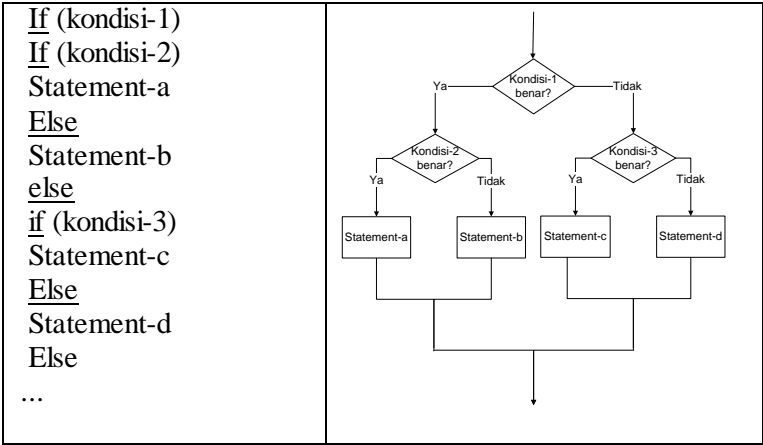 If (kondisi-1)
If (kondisi-2)
Statement-a
Else
Statement-b
else
if (kondisi-3)
Statement-c
Else
Statement-d
Else
...
Kondisi-1
benar?
Ya
Tidak
Kondisi-2
benar?
Kondisi-3
benar?
Ya
Tidak
Ya
Tidak
Statement-a
Statement-b
Statement-c
Statement-d